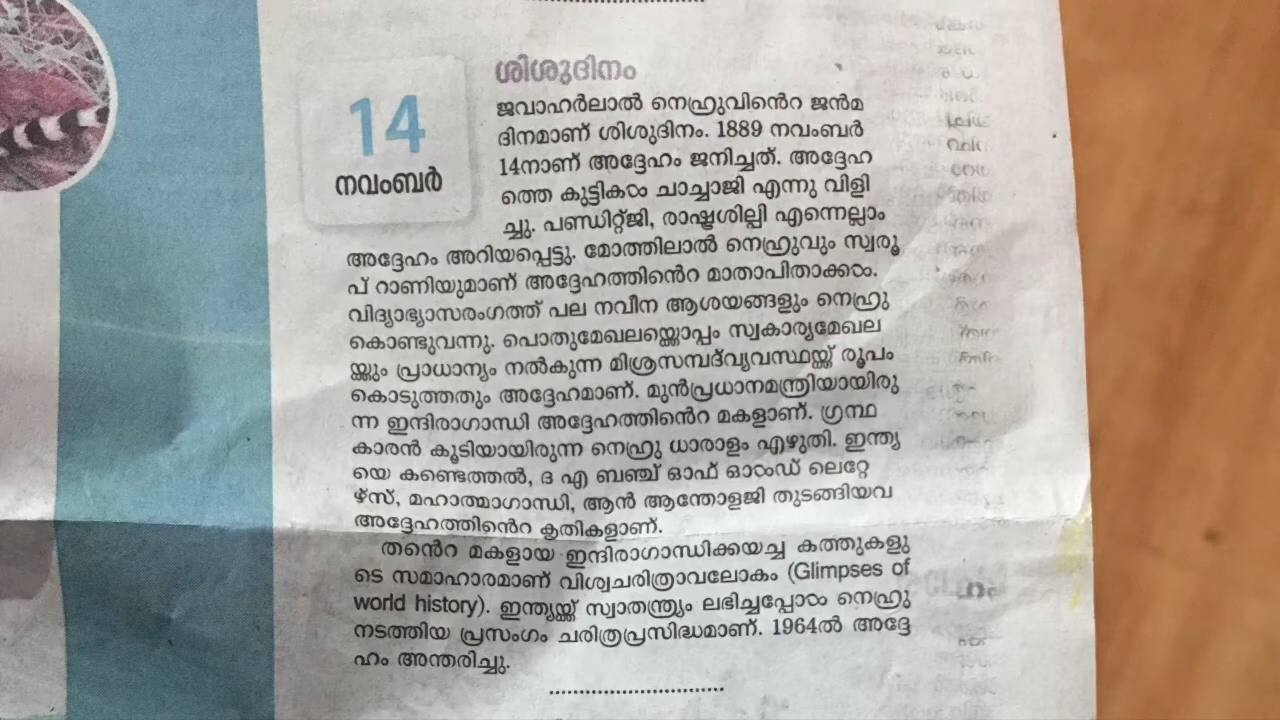 ശിശുദിനം
14
നവംബർ
ജവാഹർലാൽ നെഹ്രുവിന്റെ ജൻമ
ദിനമാണ് ശിശുദിനം. 1889 നവംബർ
14നാണ് അദ്ദേഹം ജനിച്ചത്. അദ്ദേഹ
ത്തെ കുട്ടികൾ ചാച്ചാജി എന്നു വിളി
ച്ചു. പണ്ഡിറ്റ്ജി, രാഷ്ട്രശില്പി എന്നെല്ലാം
അദ്ദേഹം അറിയപ്പെട്ടു. മോത്തിലാൽ നെഹ്രുവും സ്വരൂ
പ് റാണിയുമാണ് അദ്ദേഹത്തിന്റെ മാതാപിതാക്കൾ.
വിദ്യാഭ്യാസരംഗത്ത് പല നവീന ആശയങ്ങളും നെഹ്രു
കൊണ്ടുവന്നു. പൊതുമേഖലയ്ക്കൊപ്പം സ്വകാര്യമേഖല
യ്ക്കും പ്രാധാന്യം നൽകുന്ന മിശ്രസമ്പദ്‌വ്യവസ്ഥയ്ക്ക് രൂപം
കൊടുത്തതും അദ്ദേഹമാണ്. മുൻപ്രധാനമന്ത്രിയായിരു
ന്ന ഇന്ദിരാഗാന്ധി അദ്ദേഹത്തിന്റെ മകളാണ്. ഗ്രന്ഥ
കാരൻ കൂടിയായിരുന്ന നെഹ്രു ധാരാളം എഴുതി. ഇന്ത്യ
യെ കണ്ടെത്തൽ, ദ എ ബഞ്ച് ഓഫ് ഓൾഡ് ലെറ്റേ
ഴ്സ്, മഹാത്മാഗാന്ധി, ആൻ ആന്തോളജി തുടങ്ങിയവ
അദ്ദേഹത്തിന്റെ കൃതികളാണ്.
തന്റെ മകളായ ഇന്ദിരാഗാന്ധിക്കയച്ച കത്തുകളു
ടെ സമാഹാരമാണ് വിശ്വചരിത്രാവലോകം (Glimpses of
world history). ഇന്ത്യയ്ക്ക് സ്വാതന്ത്ര്യം ലഭിച്ചപ്പോൾ നെഹ്രു
നടത്തിയ പ്രസംഗം ചരിത്രപ്രസിദ്ധമാണ്. 1964ൽ അദ്ദേ
ഹം അന്തരിച്ചു.